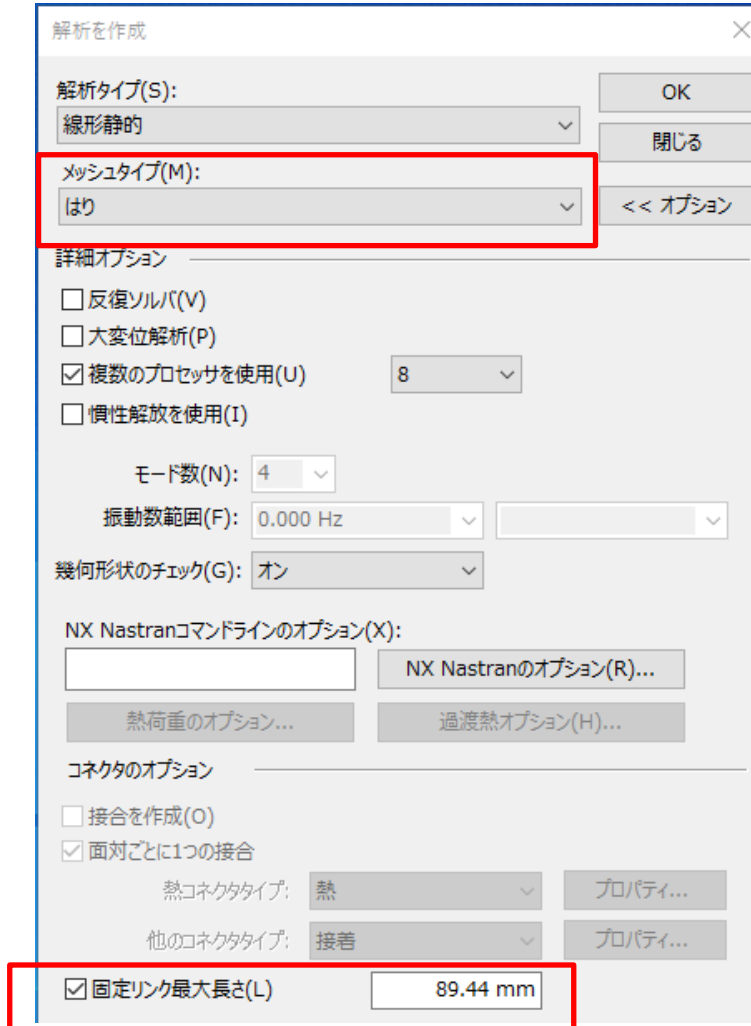 解析を作成
解析タイプ(S):
OK
線形静的
閉じる
メッシュタイプ(M):
はり
<< オプション
詳細オプション
反復ソルバ(V)
大変位解析(P)
複数のプロセッサを使用(U) 8
慣性解放を使用(I)
モード数(N): 4
振動数範囲(F): 0.000 Hz
幾何形状のチェック(G): オン
NX Nastranコマンドラインのオプション(X):
NX Nastranのオプション(R)...
熱荷重のオプション... 過渡熱オプション(H)...
コネクタのオプション
接合を作成(O)
面対ごとに1つの接合
熱コネクタタイプ: 熱 プロパティ...
他のコネクタタイプ: 接着 プロパティ...
固定リンク最大長さ(L) 89.44 mm